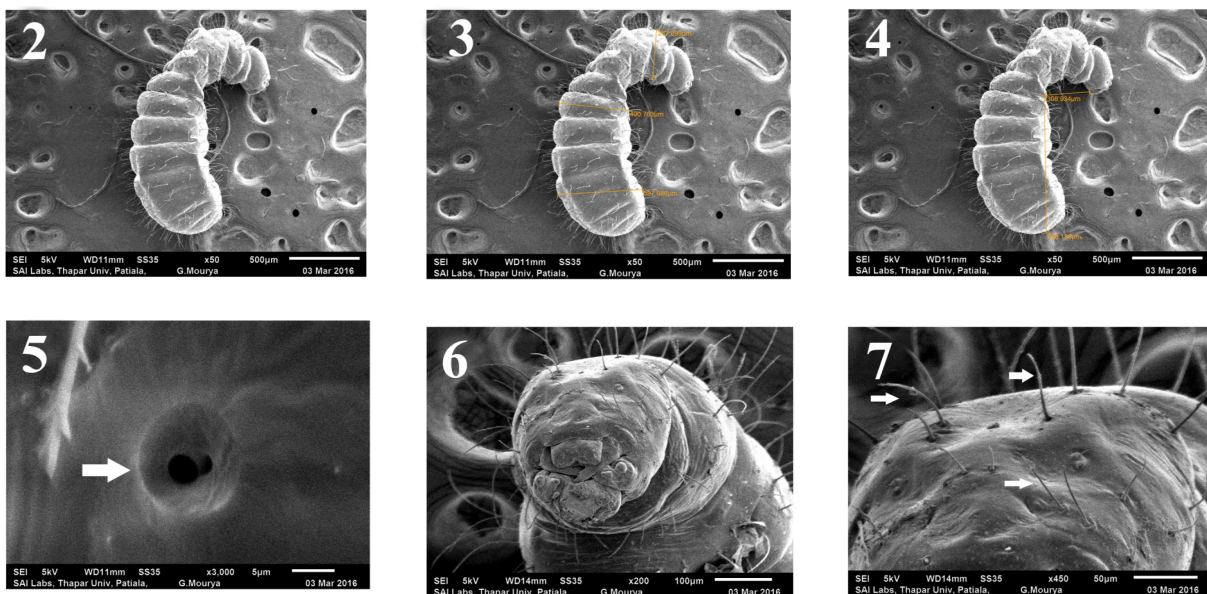 2
SEI 5kV WD11mm SS35 x50 500µm
SAI Labs, Thapar Univ, Patiala, G.Mourya 03 Mar 2016
3
SEI 5kV WD11mm SS35 x50 500µm
SAI Labs, Thapar Univ, Patiala, G.Mourya 03 Mar 2016
4
SEI 5kV WD11mm SS35 x50 500µm
SAI Labs, Thapar Univ, Patiala, G.Mourya 03 Mar 2016
5
SEI 5kV WD11mm SS35 x3,000 5µm
SAI Labs, Thapar Univ, Patiala, G.Mourya 03 Mar 2016
6
SEI 5kV WD14mm SS35 x200 100µm
SAI Labs, Thapar Univ, Patiala, G.Mourya 03 Mar 2016
7
SEI 5kV WD14mm SS35 x450 50µm
SAI Labs, Thapar Univ, Patiala, G.Mourya 03 Mar 2016